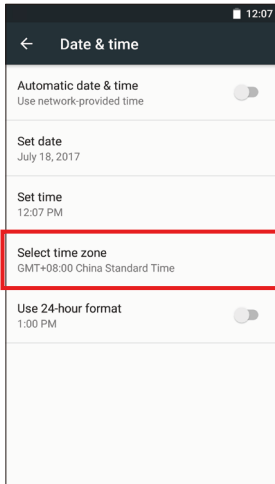 12:07
Date & time
Automatic date & time
Use network-provided time
Set date
July 18, 2017
Set time
12:07 PM
Select time zone
GMT+08:00 China Standard Time
Use 24-hour format
1:00 PM